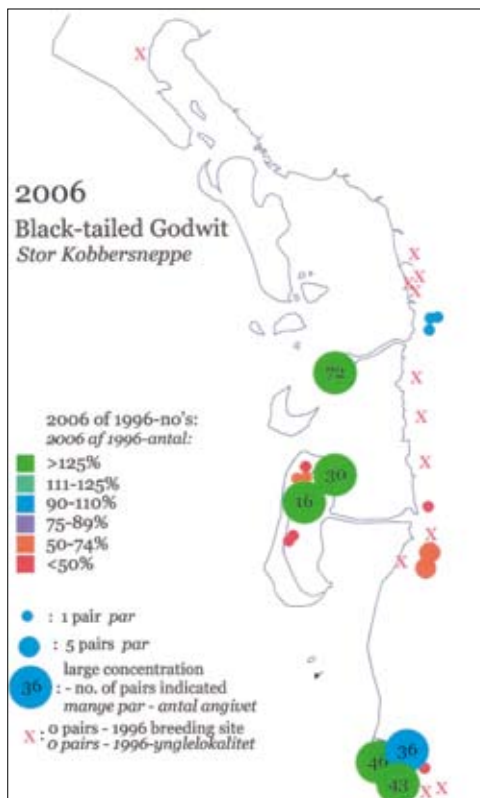 X
2006
Black-tailed Godwit
Stor Kobbersneppe
X
X
X
72
X
2006 of 1996-no's:
2006 af 1996-antal:
X
>125%
111-125%
90-110%
75-89%
50-74%
<50%
30
X
16
X
X
: 1 pair par
: 5 pairs par
large concentration
36 : - no. of pairs indicated
mange par - antal angivet
X : 0 pairs - 1996 breeding site
0 pairs - 1996-ynglelokalitet
46
36
43
X X